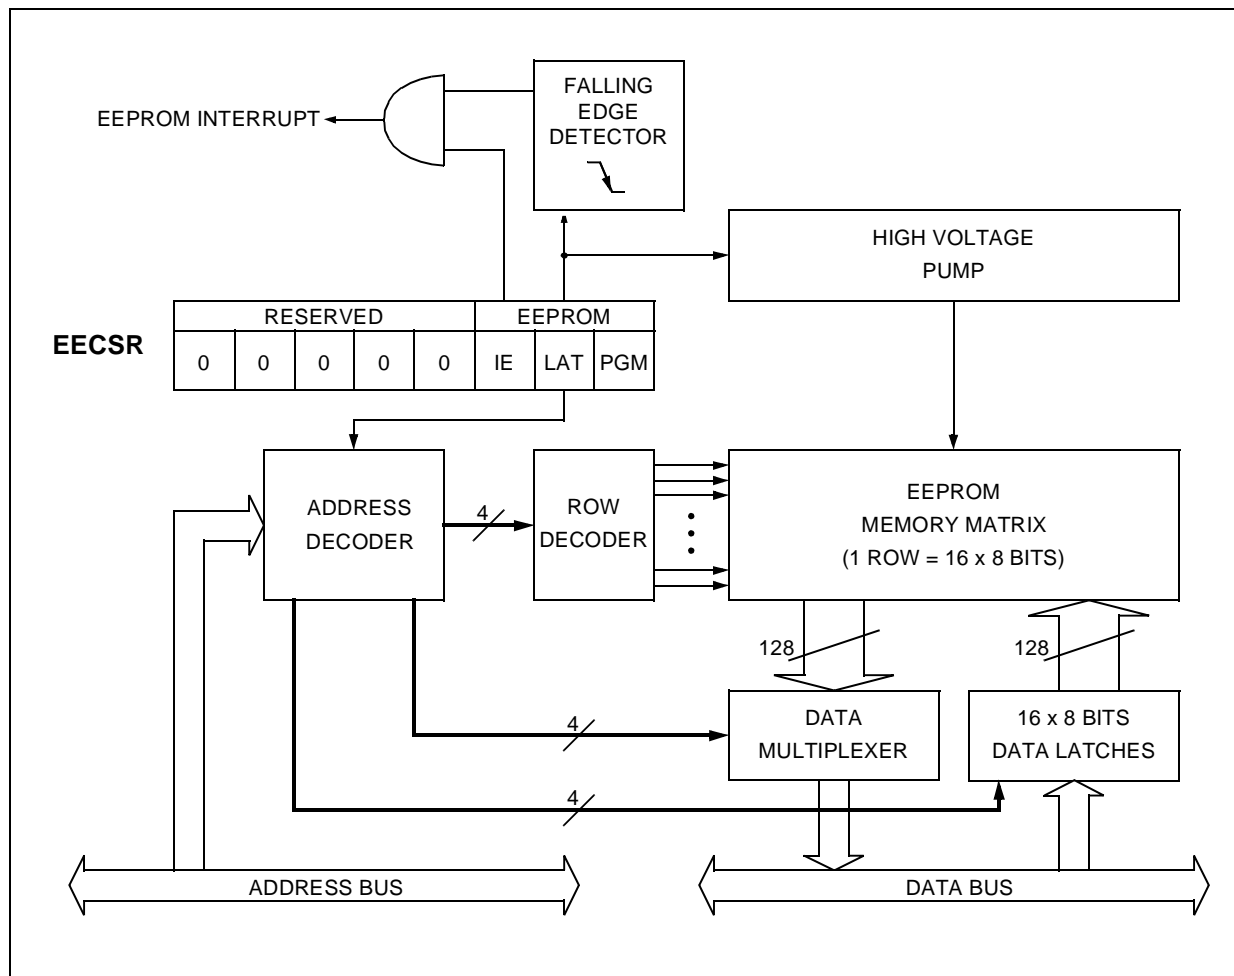 FALLING
EDGE
DETECTOR
EEPROM INTERRUPT
HIGH VOLTAGE
PUMP
EECSR
RESERVED
EEPROM
0 0 0 0 0 IE LAT PGM
ADDRESS
DECODER
4
ROW
DECODER
EEPROM
MEMORY MATRIX
(1 ROW = 16 x 8 BITS)
128
128
4
DATA
MULTIPLEXER
16 x 8 BITS
DATA LATCHES
4
ADDRESS BUS
DATA BUS